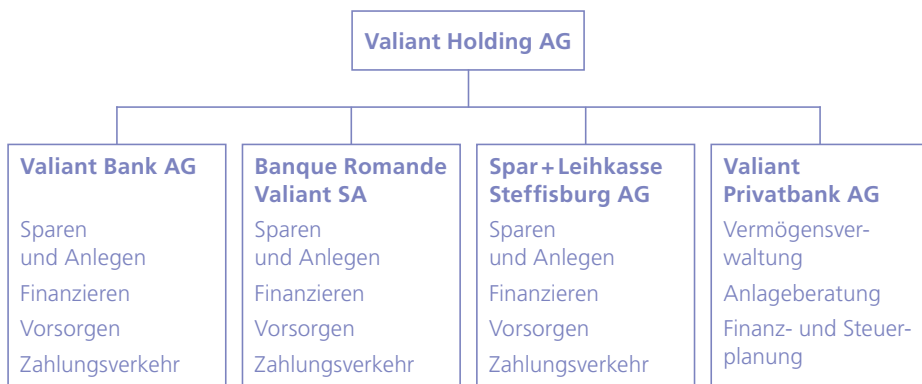 Valiant Holding AG
Valiant Bank AG
Sparen
und Anlegen
Finanzieren
Vorsorgen
Zahlungsverkehr
Banque Romande
Valiant SA
Sparen
und Anlegen
Finanzieren
Vorsorgen
Zahlungsverkehr
Spar+Leihkasse
Steffisburg AG
Sparen
und Anlegen
Finanzieren
Vorsorgen
Zahlungsverkehr
Valiant
Privatbank AG
Vermögensver-
waltung
Anlageberatung
Finanz- und Steuer-
planung